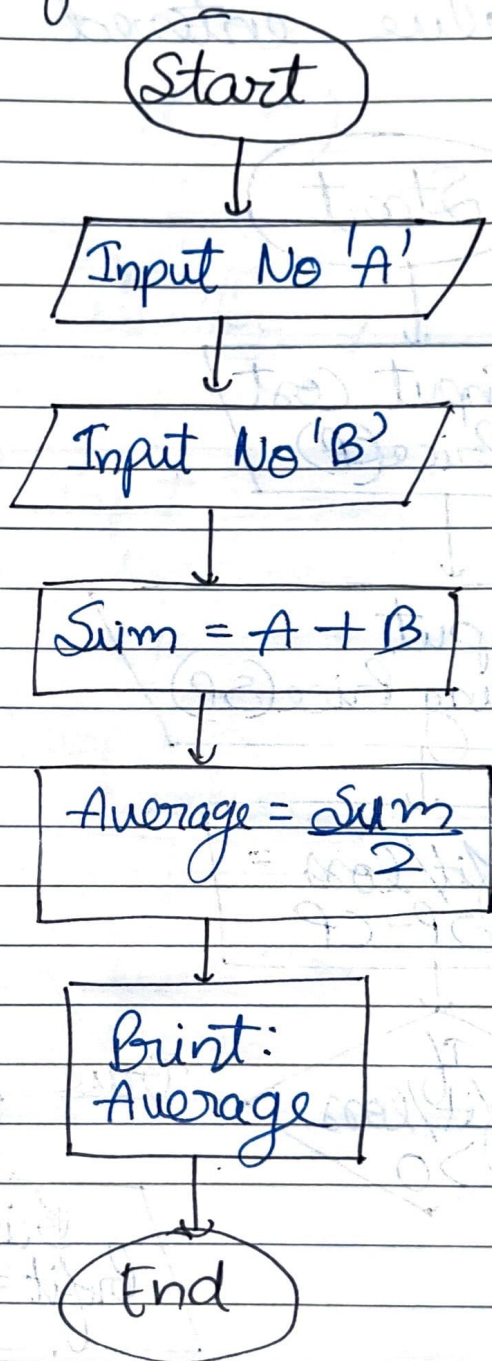 Start
Input No 'A'
Input No 'B'
Sum = A + B
Average = Sum
2
Print:
Average
End